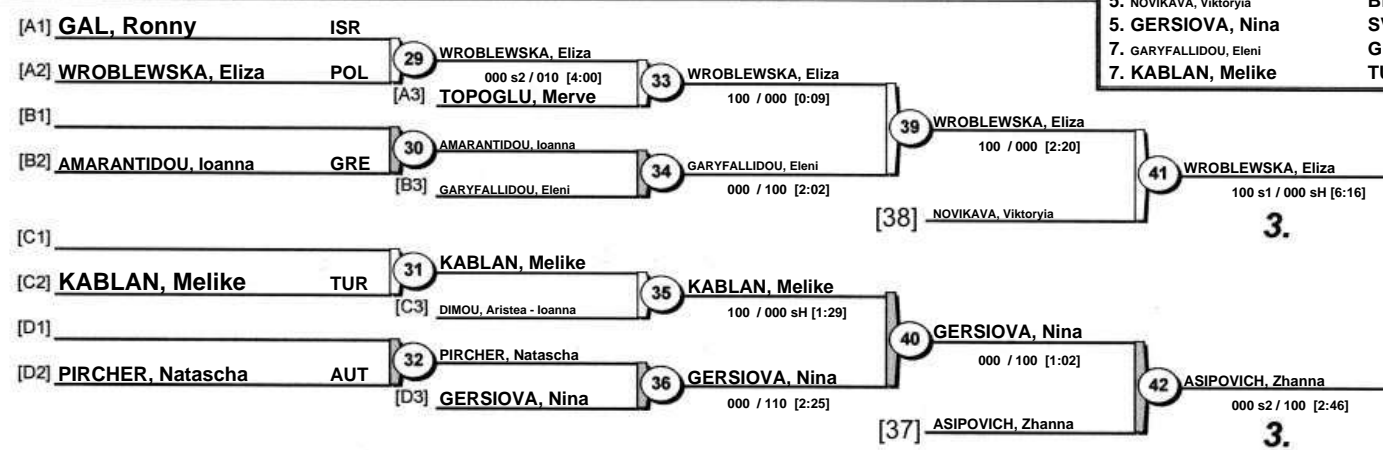 5. NOVIKAVA, Viktoryia
5. GERSIOVA, Nina
7. GARYFALLIDOU, Eleni
7. KABLAN, Melike
[A1] GAL, Ronny ISR
[A2] WROBLEWSKA, Eliza POL
29
WROBLEWSKA, Eliza
000 s2 / 010 [4:00]
[A3] TOPOGLU, Merve
33
WROBLEWSKA, Eliza
100 / 000 [0:09]
[B1]
[B2] AMARANTIDOU, Ioanna GRE
30
AMARANTIDOU, Ioanna
[B3] GARYFALLIDOU, Eleni
34
GARYFALLIDOU, Eleni
000 / 100 [2:02]
39
WROBLEWSKA, Eliza
100 / 000 [2:20]
[38] NOVIKAVA, Viktoryia
41
WROBLEWSKA, Eliza
100 s1 / 000 sH [6:16]
3.
[C1]
[C2] KABLAN, Melike TUR
31
KABLAN, Melike
[C3] DIMOU, Aristea - Ioanna
35
KABLAN, Melike
100 / 000 sH [1:29]
[D1]
[D2] PIRCHER, Natascha AUT
32
PIRCHER, Natascha
[D3] GERSIOVA, Nina
36
GERSIOVA, Nina
000 / 110 [2:25]
40
GERSIOVA, Nina
000 / 100 [1:02]
[37] ASIPOVICH, Zhanna
42
ASIPOVICH, Zhanna
000 s2 / 100 [2:46]
3.